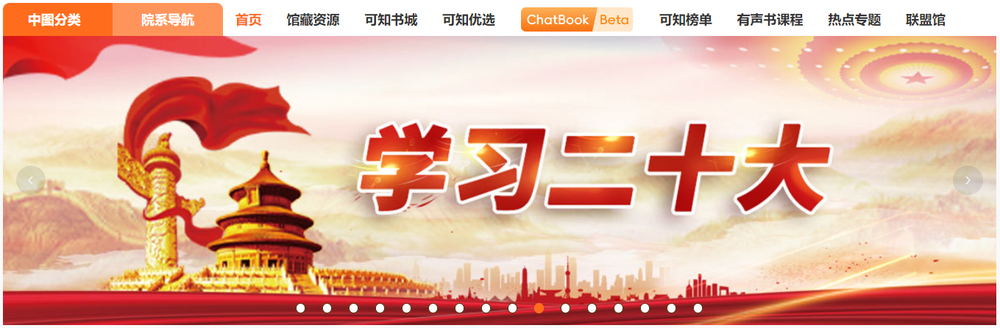 中图分类 院系导航 首页 馆藏资源 可知书城 可知优选 ChatBook Beta 可知榜单 有声书课程 热点专题 联盟馆
学习二十大